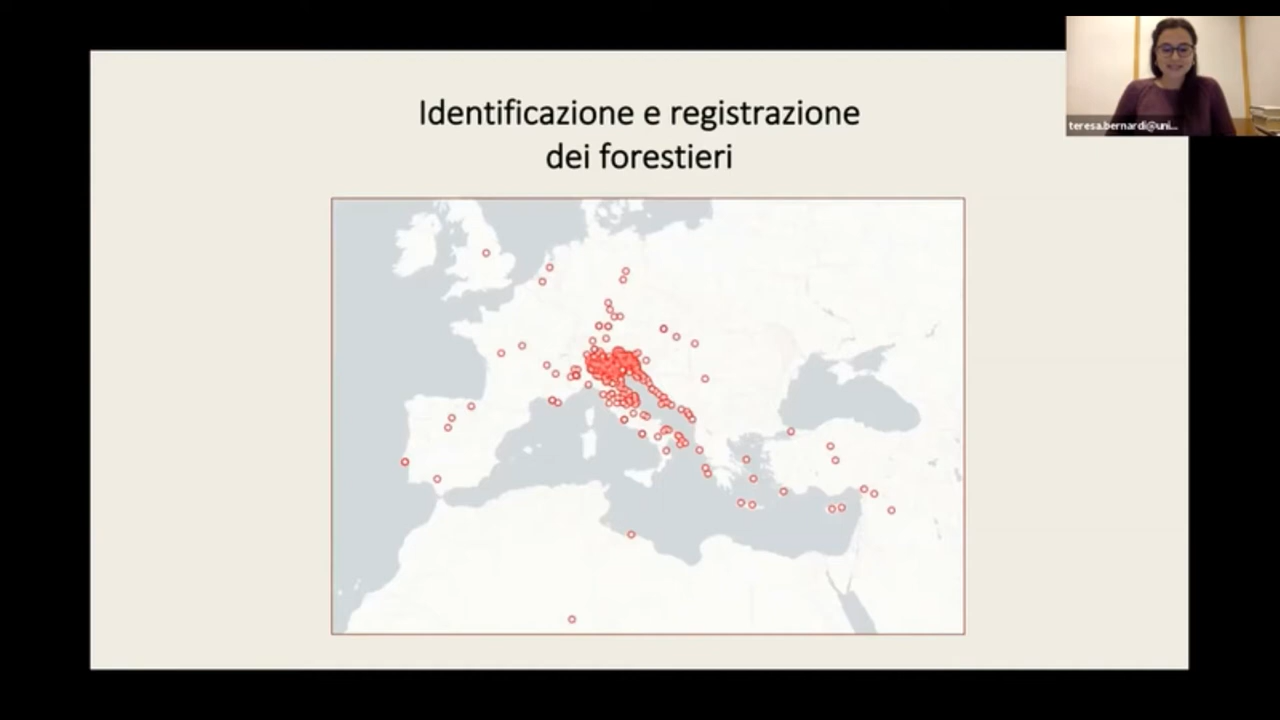 Identificazione e registrazione
dei forestieri
teresa.bernardi@uni...